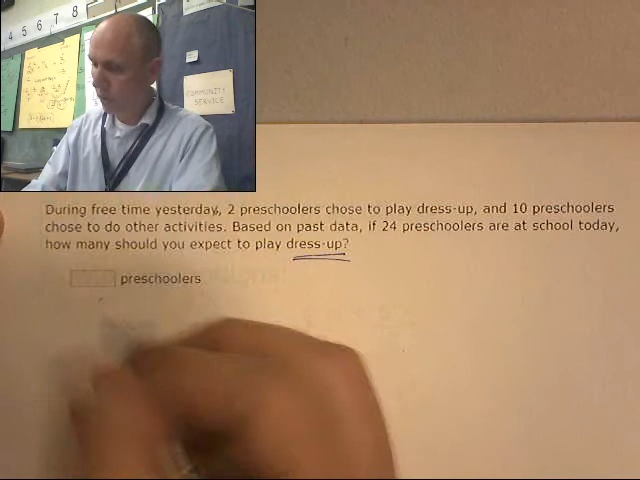 4 5 6 7 8
COMMUNITY
SERVICE
During free time yesterday, 2 preschoolers chose to play dress-up, and 10 preschoolers
chose to do other activities. Based on past data, if 24 preschoolers are at school today,
how many should you expect to play dress-up?
preschoolers